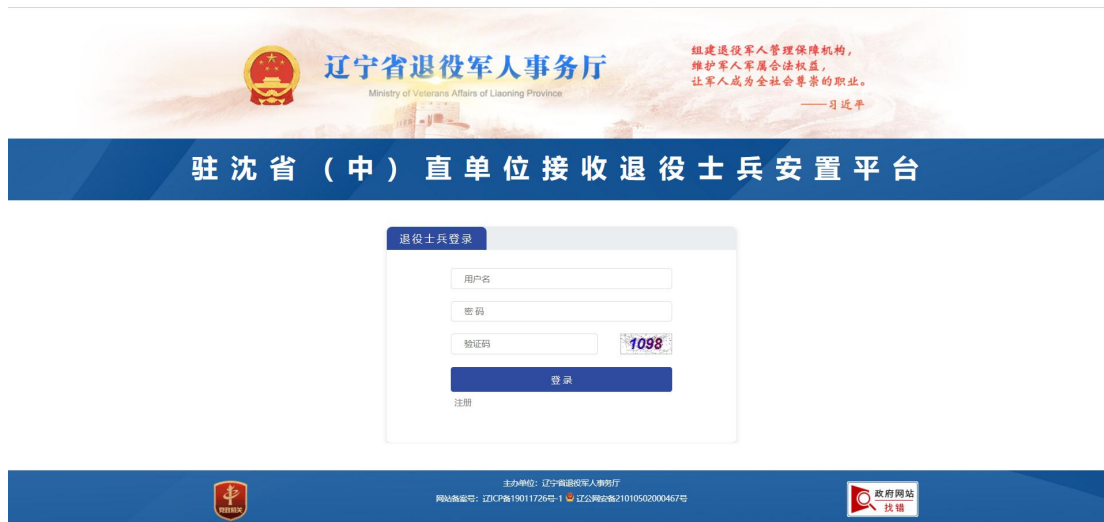 辽宁省退役军人事务厅
Ministry of Veterans Affairs of Liaoning Province
组建退役军人管理保障机构，
维护军人军属合法权益，
让军人成为全社会尊崇的职业。
——习近平
驻沈省（中）直单位接收退役士兵安置平台
退役士兵登录
用户名
密 码
验证码
1098
登 录
注册
主办单位：辽宁省退役军人事务厅
网站备案号：辽ICP备19011726号-1 辽公网安备21010502000467号
党政机关
政府网站
找错